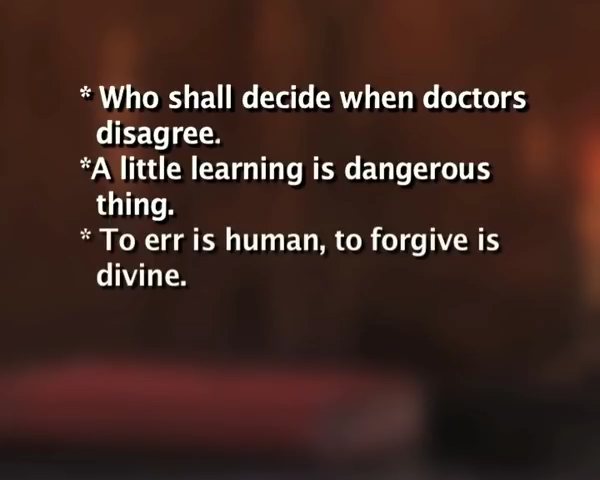 * Who shall decide when doctors
disagree.
*A little learning is dangerous
thing.
* To err is human, to forgive is
divine.